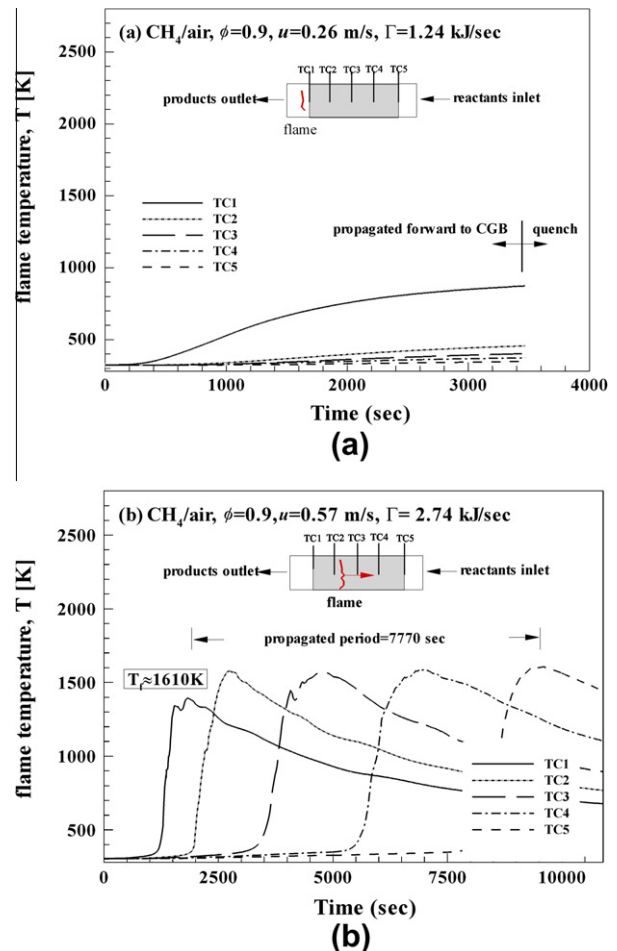 (a) CH4/air, ϕ=0.9, u=0.26 m/s, Γ=1.24 kJ/sec
TC1 TC2 TC3 TC4 TC5
products outlet
reactants inlet
flame
TC1
TC2
TC3
TC4
TC5
propagated forward to CGB
quench
flame temperature, T [K]
2500
2000
1500
1000
500
0 1000 2000 3000 4000
Time (sec)
(a)
(b) CH4/air, ϕ=0.9, u=0.57 m/s, Γ= 2.74 kJ/sec
TC1 TC2 TC3 TC4 TC5
products outlet
reactants inlet
flame
propagated period=7770 sec
Tf≈1610K
TC1
TC2
TC3
TC4
TC5
flame temperature, T [K]
2500
2000
1500
1000
500
0 2500 5000 7500 10000
Time (sec)
(b)